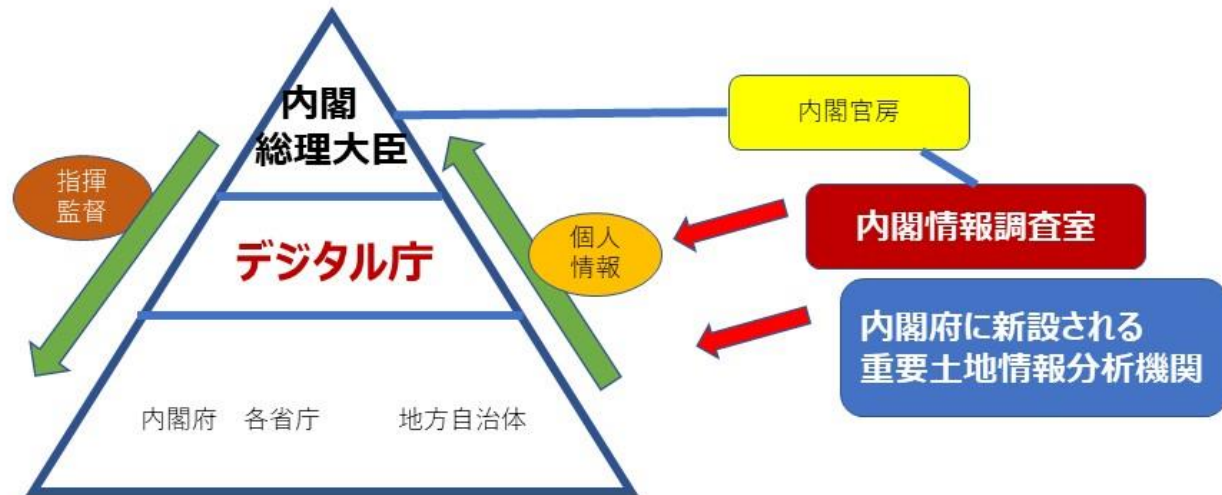 内閣
総理大臣
内閣官房
指揮
監督
デジタル庁
個人
情報
内閣情報調査室
内閣府に新設される
重要土地情報分析機関
内閣府 各省庁 地方自治体